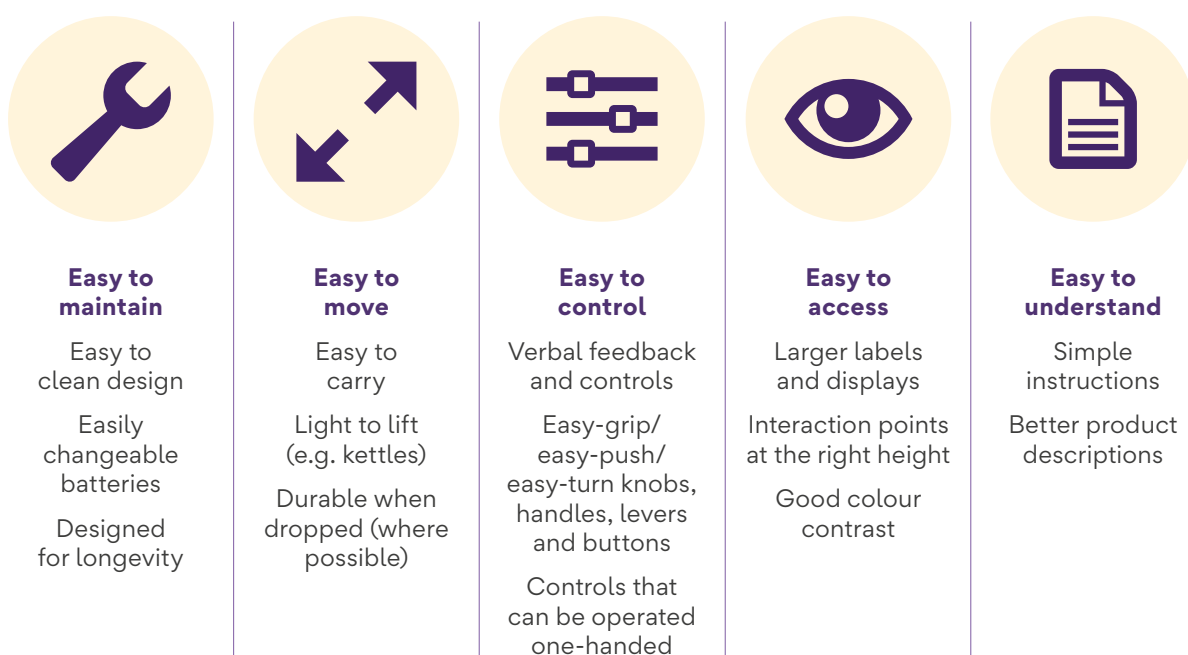 Easy to
maintain
Easy to
clean design
Easily
changeable
batteries
Designed
for longevity
Easy to
move
Easy to
carry
Light to lift
(e.g. kettles)
Durable when
dropped (where
possible)
Easy to
control
Verbal feedback
and controls
Easy-grip/
easy-push/
easy-turn knobs,
handles, levers
and buttons
Controls that
can be operated
one-handed
Easy to
access
Larger labels
and displays
Interaction points
at the right height
Good colour
contrast
Easy to
understand
Simple
instructions
Better product
descriptions